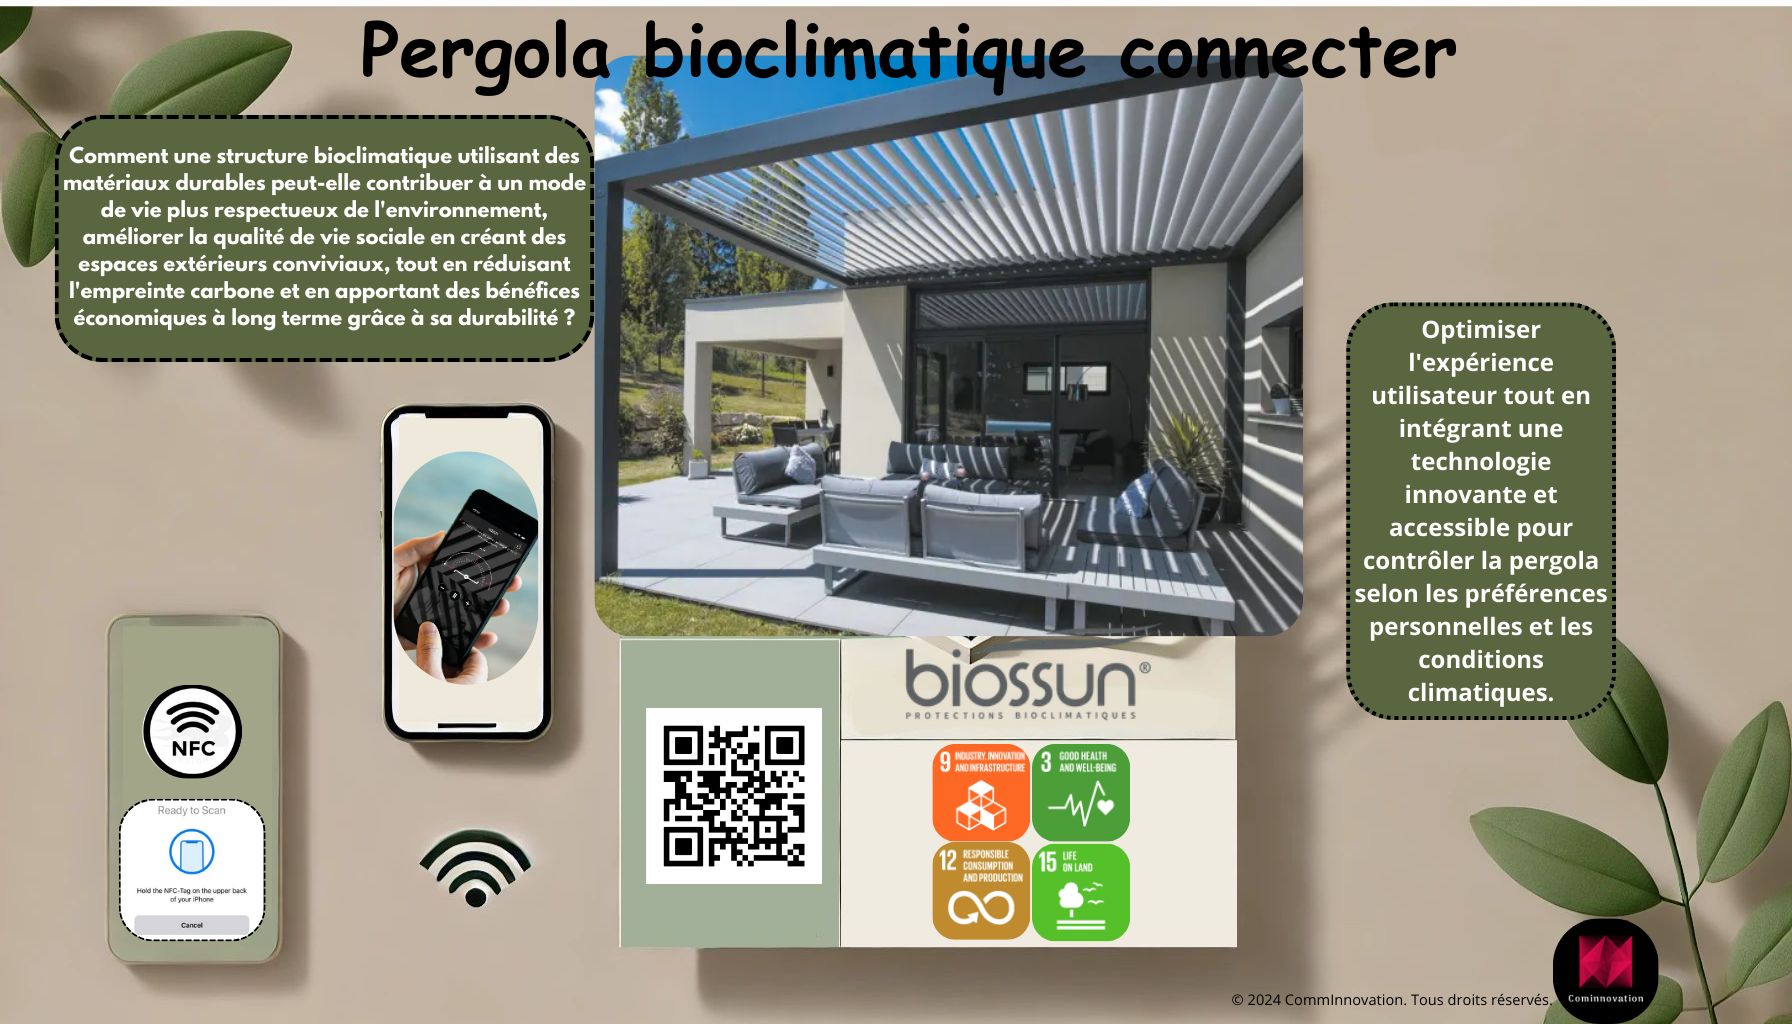 Pergola bioclimatique connecter
Comment une structure bioclimatique utilisant des
matériaux durables peut-elle contribuer à un mode
de vie plus respectueux de l'environnement,
améliorer la qualité de vie sociale en créant des
espaces extérieurs conviviaux, tout en réduisant
l'empreinte carbone et en apportant des bénéfices
économiques à long terme grâce à sa durabilité ?
Optimiser
l'expérience
utilisateur tout en
intégrant une
technologie
innovante et
accessible pour
contrôler la pergola
selon les préférences
personnelles et les
conditions
climatiques.
NFC
Ready to Scan
Hold the NFC-Tag on the upper back
of your iPhone
Cancel
biossun®
PROTECTIONS BIOCLIMATIQUES
9 INDUSTRY, INNOVATION
AND INFRASTRUCTURE
3 GOOD HEALTH
AND WELL-BEING
12 RESPONSIBLE
CONSUMPTION
AND PRODUCTION
15 LIFE
ON LAND
© 2024 CommInnovation. Tous droits réservés.
Cominnovation